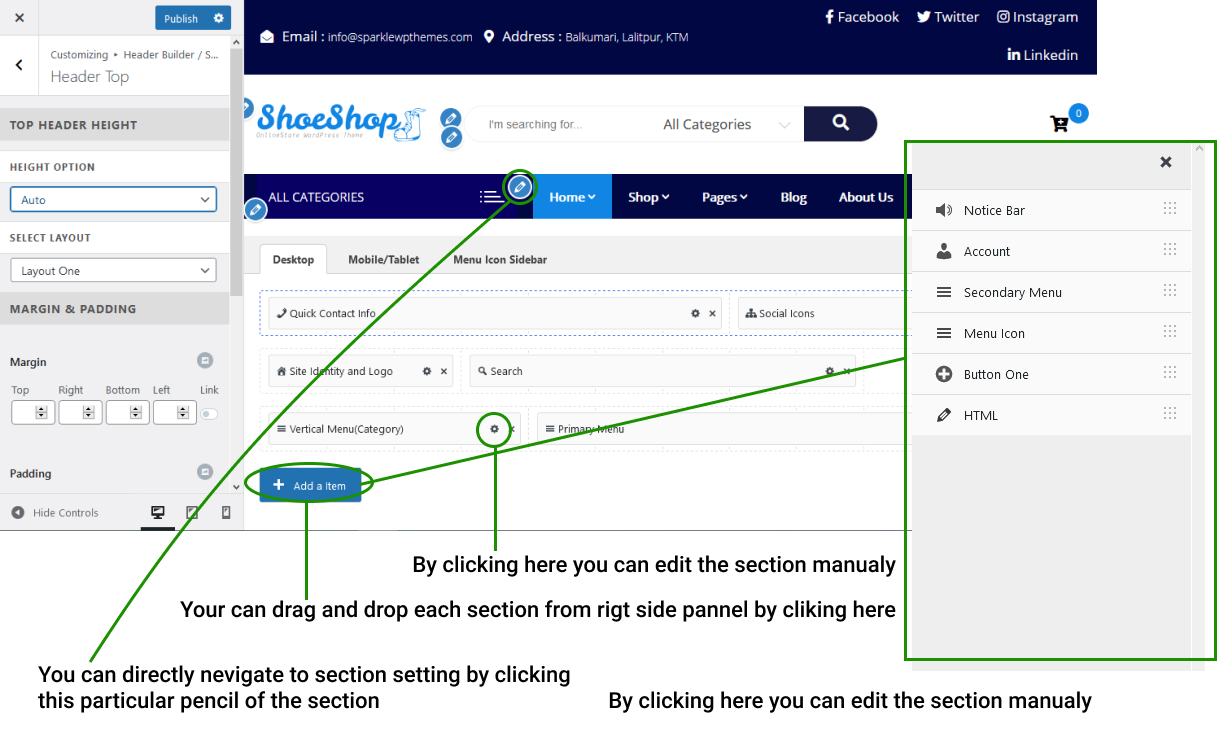 Publish
Customizing ▸ Header Builder / S...
Header Top
TOP HEADER HEIGHT
HEIGHT OPTION
Auto
SELECT LAYOUT
Layout One
MARGIN & PADDING
Margin
Top Right Bottom Left Link
Padding
Hide Controls
Email : info@sparklewpthemes.com Address : Balkumari, Lalitpur, KTM
Facebook Twitter Instagram
Linkedin
ShoeShop
OnlineStore WordPress Theme
I'm searching for... All Categories
0
ALL CATEGORIES Home Shop Pages Blog About Us
Desktop Mobile/Tablet Menu Icon Sidebar
Quick Contact Info Social Icons
Site Identity and Logo Search
Vertical Menu(Category) Primary Menu
Add a Item
Notice Bar
Account
Secondary Menu
Menu Icon
Button One
HTML
By clicking here you can edit the section manualy
Your can drag and drop each section from rigt side pannel by cliking here
You can directly nevigate to section setting by clicking
this particular pencil of the section
By clicking here you can edit the section manualy